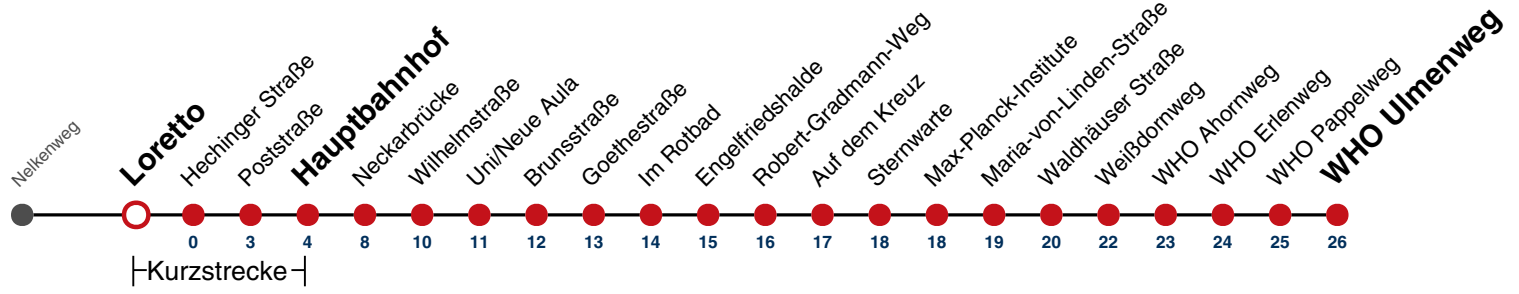 Nelkenweg
Loretto
Hechinger Straße
Poststraße
Hauptbahnhof
Neckarbrücke
Wilhelmstraße
Uni/Neue Aula
Brunsstraße
Goethestraße
Im Rotbad
Engelfriedshalde
Robert-Gradmann-Weg
Auf dem Kreuz
Sternwarte
Max-Planck-Institute
Maria-von-Linden-Straße
Waldhäuser Straße
Weißdornweg
WHO Ahornweg
WHO Erlenweg
WHO Pappelweg
WHO Ulmenweg
0 3 4 8 10 11 12 13 14 15 16 17 18 18 19 20 22 23 24 25 26
Kurzstrecke